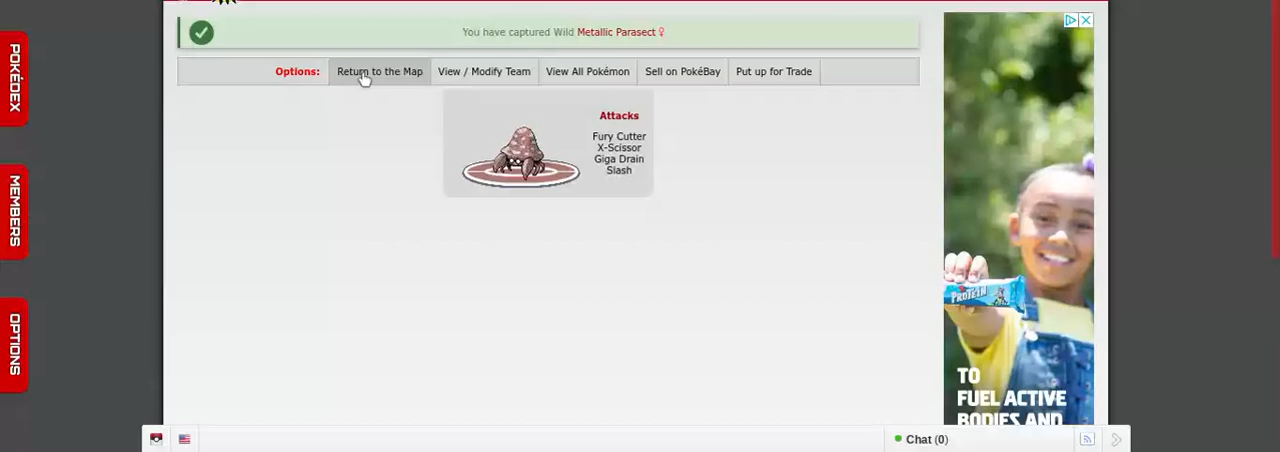 You have captured Wild Metallic Parasect ♀
Options: Return to the Map View / Modify Team View All Pokémon Sell on PokéBay Put up for Trade
Attacks
Fury Cutter
X-Scissor
Giga Drain
Slash
POKÉDEX
MEMBERS
OPTIONS
PROTEIN
TO
FUEL ACTIVE
BODIES AND
Chat (0)